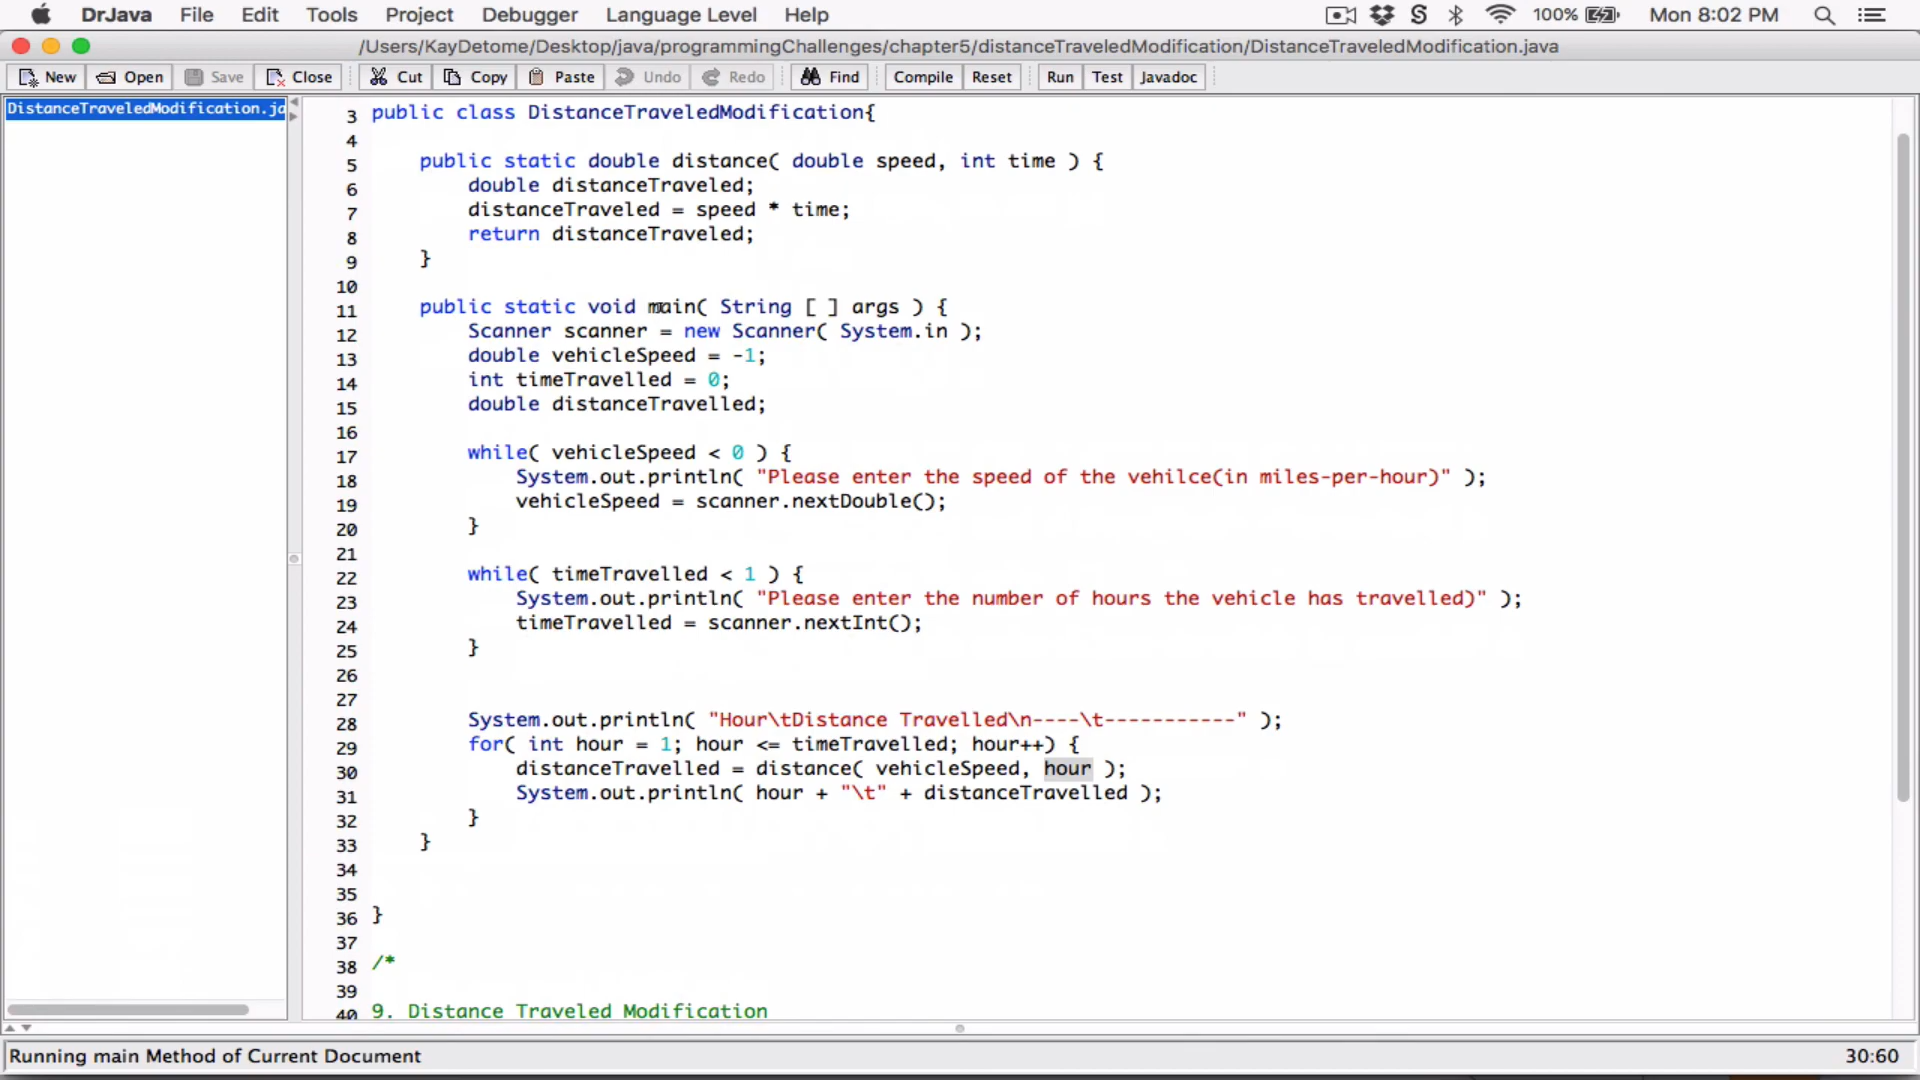 DrJava File Edit Tools Project Debugger Language Level Help 100% Mon 8:02 PM
/Users/KayDetome/Desktop/java/programmingChallenges/chapter5/distanceTraveledModification/DistanceTraveledModification.java
New Open Save Close Cut Copy Paste Undo Redo Find Compile Reset Run Test Javadoc
DistanceTraveledModification.ja
3 public class DistanceTraveledModification{
4
5 public static double distance( double speed, int time ) {
6 double distanceTraveled;
7 distanceTraveled = speed * time;
8 return distanceTraveled;
9 }
10
11 public static void main( String [ ] args ) {
12 Scanner scanner = new Scanner( System.in );
13 double vehicleSpeed = -1;
14 int timeTravelled = 0;
15 double distanceTravelled;
16
17 while( vehicleSpeed < 0 ) {
18 System.out.println( "Please enter the speed of the vehilce(in miles-per-hour)" );
19 vehicleSpeed = scanner.nextDouble();
20 }
21
22 while( timeTravelled < 1 ) {
23 System.out.println( "Please enter the number of hours the vehicle has travelled)" );
24 timeTravelled = scanner.nextInt();
25 }
26
27
28 System.out.println( "Hour\tDistance Travelled\n----\t-----------" );
29 for( int hour = 1; hour <= timeTravelled; hour++) {
30 distanceTravelled = distance( vehicleSpeed, hour );
31 System.out.println( hour + "\t" + distanceTravelled );
32 }
33 }
34
35
36 }
37
38 /*
39
40 9. Distance Traveled Modification
Running main Method of Current Document 30:60